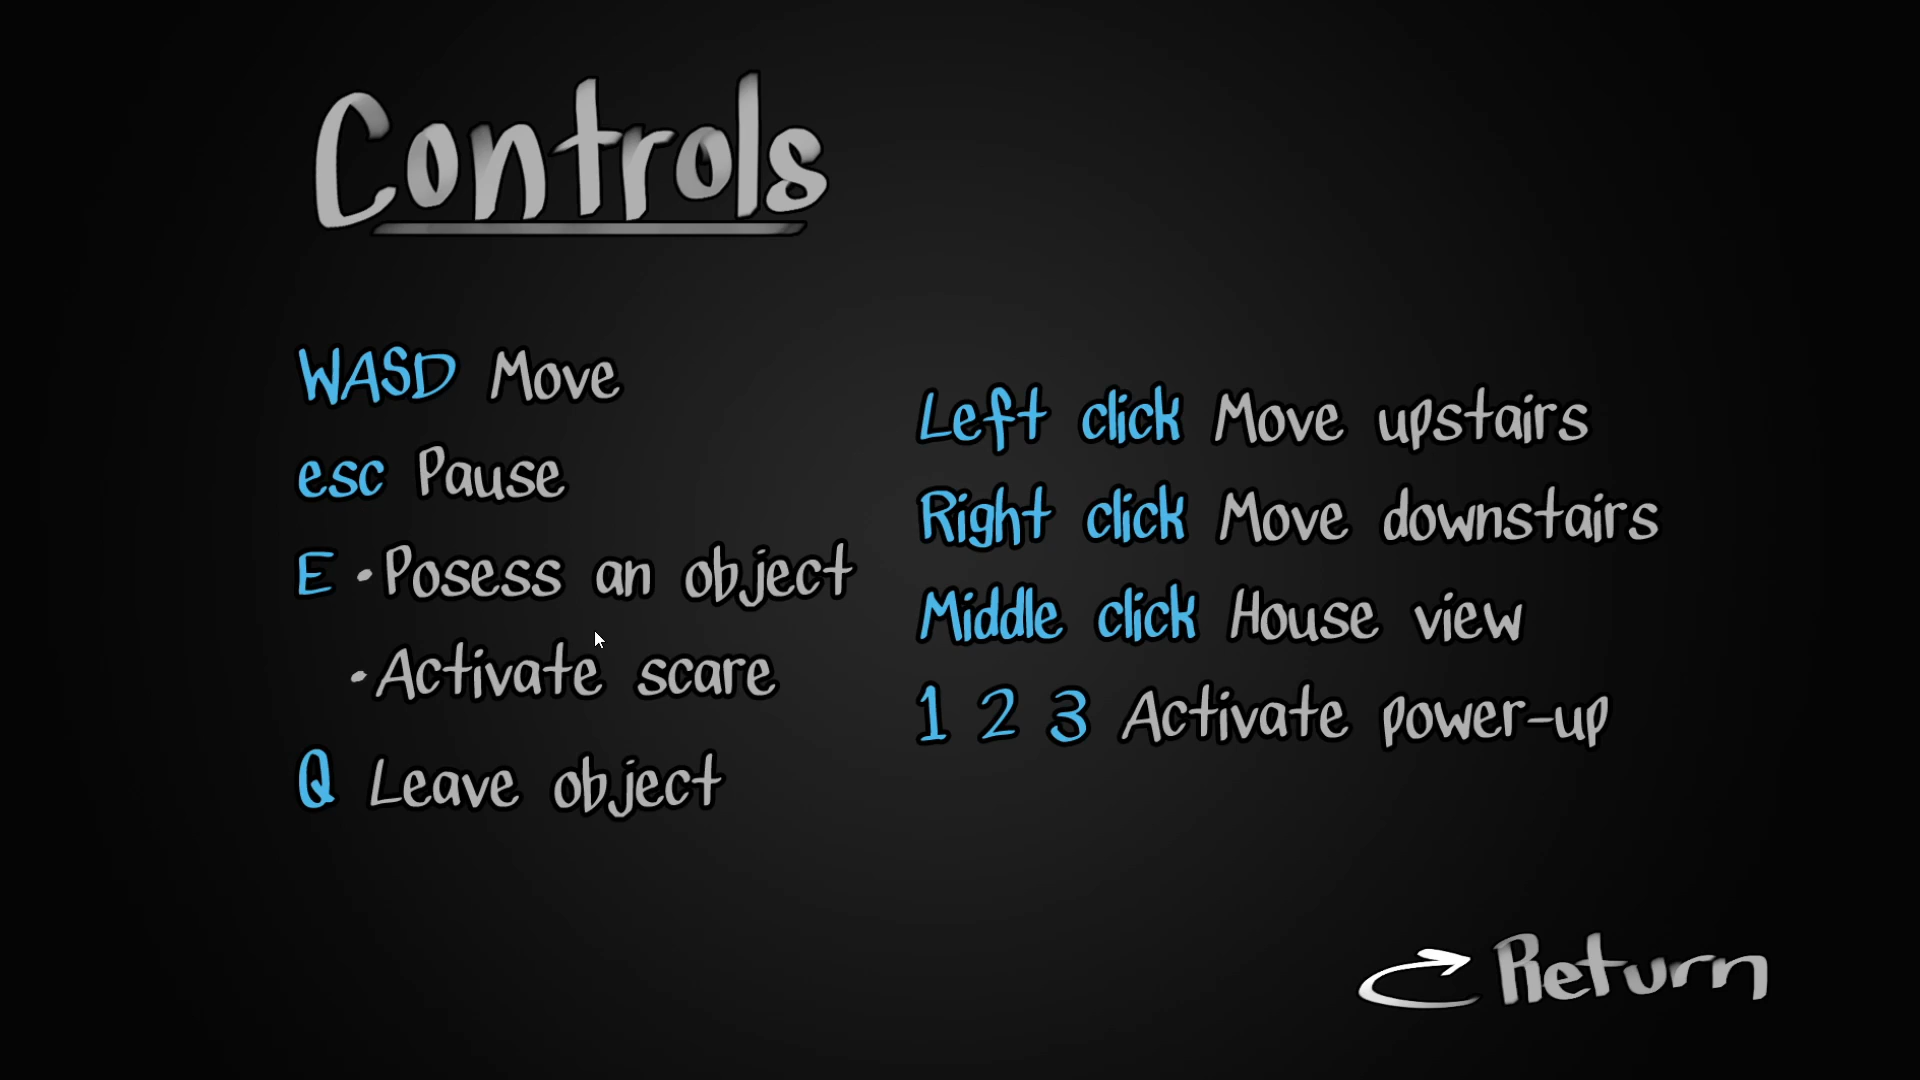 Controls
WASD Move
esc Pause
E •Posess an object
•Activate scare
Q Leave object
Left click Move upstairs
Right click Move downstairs
Middle click House view
1 2 3 Activate power-up
Return